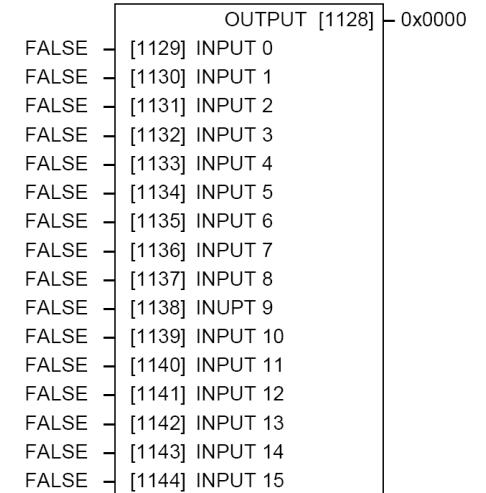 OUTPUT [1128] 0x0000
FALSE [1129] INPUT 0
FALSE [1130] INPUT 1
FALSE [1131] INPUT 2
FALSE [1132] INPUT 3
FALSE [1133] INPUT 4
FALSE [1134] INPUT 5
FALSE [1135] INPUT 6
FALSE [1136] INPUT 7
FALSE [1137] INPUT 8
FALSE [1138] INUPT 9
FALSE [1139] INPUT 10
FALSE [1140] INPUT 11
FALSE [1141] INPUT 12
FALSE [1142] INPUT 13
FALSE [1143] INPUT 14
FALSE [1144] INPUT 15